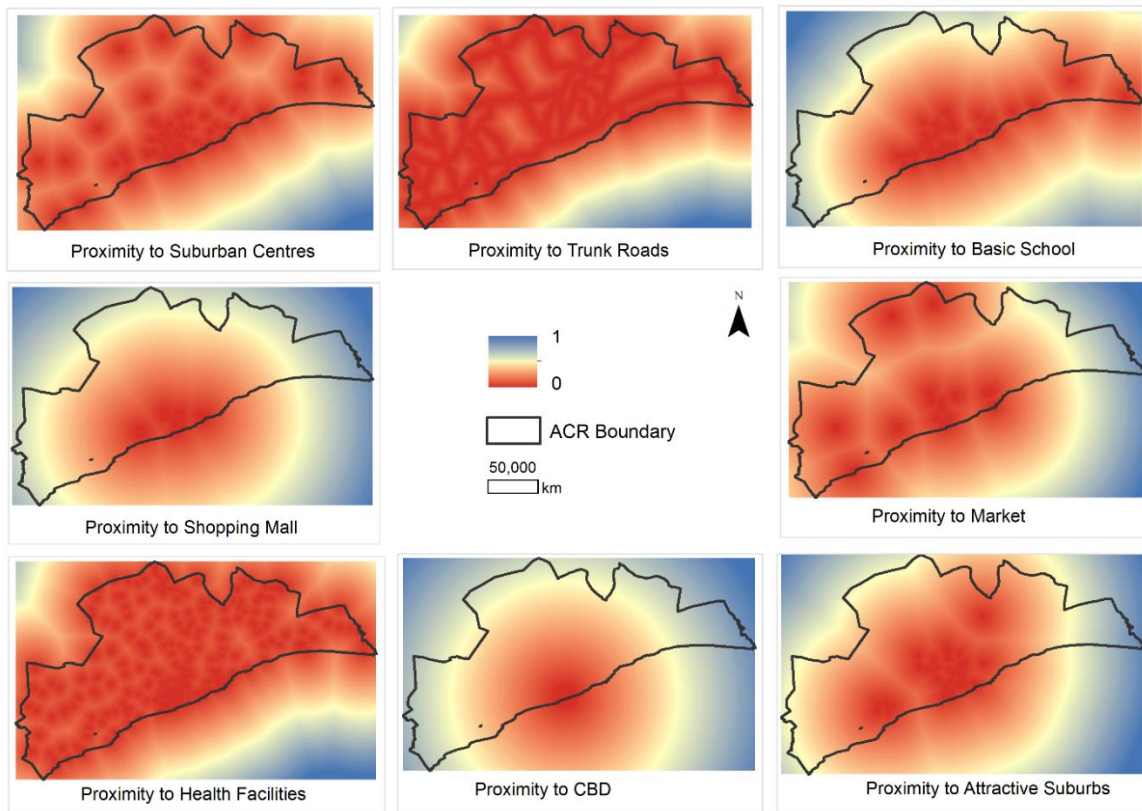 Proximity to Suburban Centres
Proximity to Trunk Roads
Proximity to Basic School
Proximity to Shopping Mall
N
1
0
ACR Boundary
50,000
km
Proximity to Market
Proximity to Health Facilities
Proximity to CBD
Proximity to Attractive Suburbs